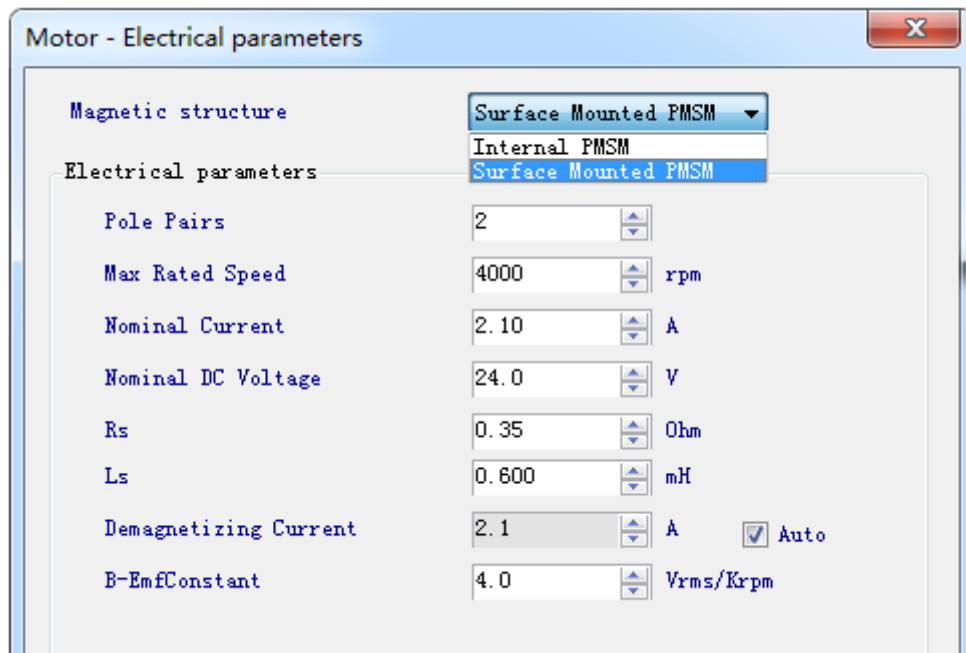 Motor - Electrical parameters
Magnetic structure Surface Mounted PMSM
Internal PMSM
Surface Mounted PMSM
Electrical parameters
Pole Pairs 2
Max Rated Speed 4000 rpm
Nominal Current 2.10 A
Nominal DC Voltage 24.0 V
Rs 0.35 Ohm
Ls 0.600 mH
Demagnetizing Current 2.1 A Auto
B-EmfConstant 4.0 Vrms/Krpm